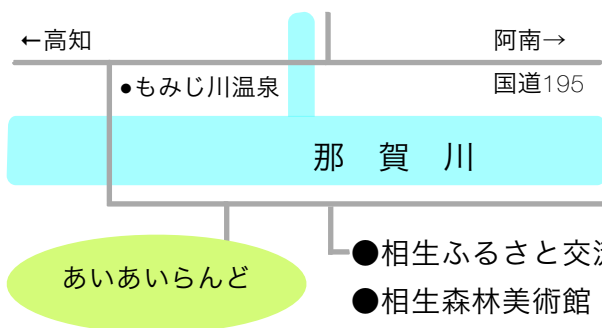 ←高知
阿南→
●もみじ川温泉
国道195
那賀川
あいあいらんど
●相生ふるさと交
●相生森林美術館